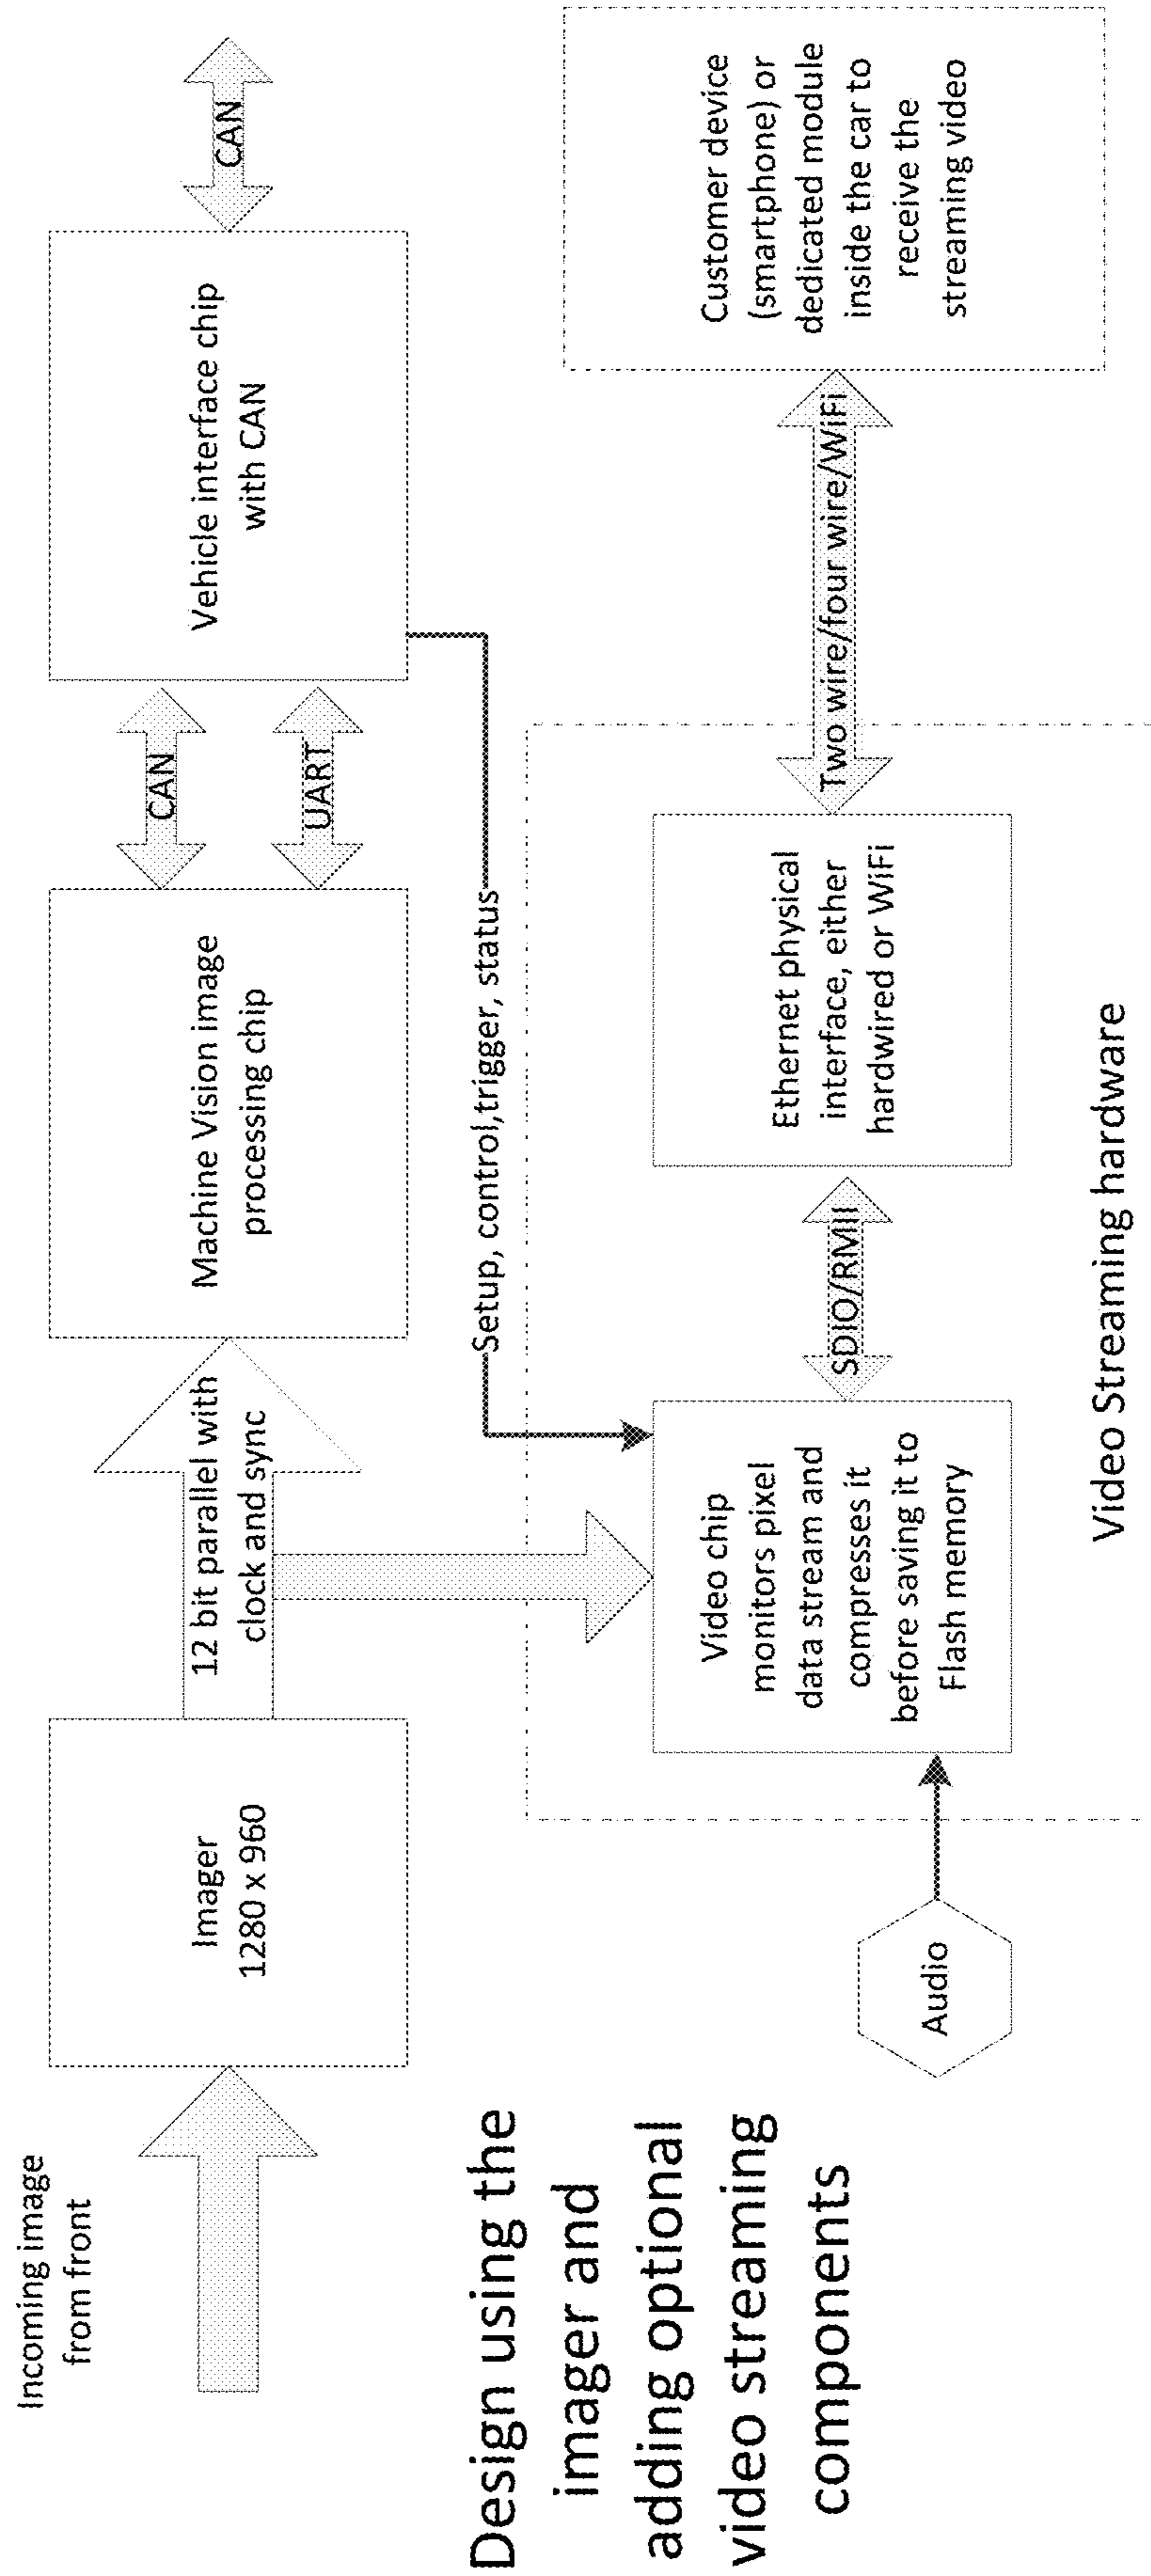 Incoming image
from front
Imager
1280 x 960
12 bit parallel with
clock and sync
Machine Vision image
processing chip
CAN
UART
Vehicle interface chip
with CAN
CAN
Setup, control,trigger, status
Design using the
imager and
adding optional
video streaming
components
Audio
Video chip
monitors pixel
data stream and
compresses it
before saving it to
Flash memory
SDIO/RMII
Ethernet physical
interface, either
hardwired or WiFi
Two wire/four wire/WiFi
Customer device
(smartphone) or
dedicated module
inside the car to
receive the
streaming video
Video Streaming hardware